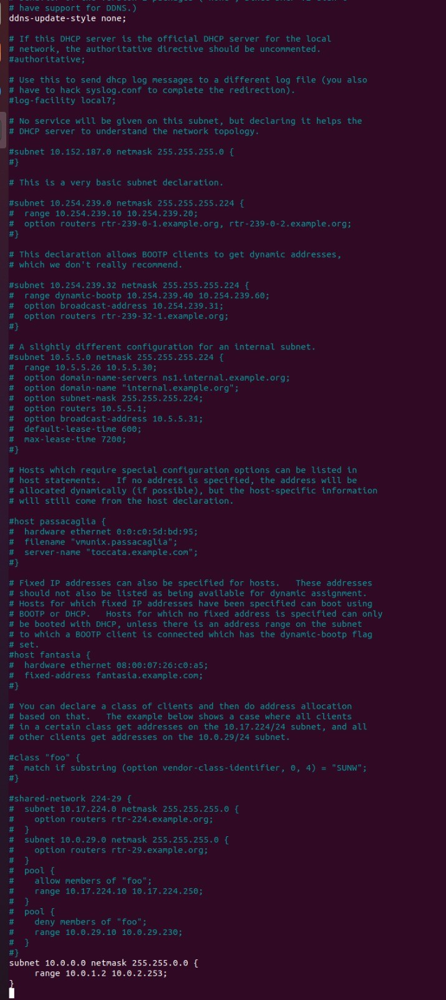 # have support for DDNS.)
ddns-update-style none;
# If this DHCP server is the official DHCP server for the local
# network, the authoritative directive should be uncommented.
#authoritative;
# Use this to send dhcp log messages to a different log file (you also
# have to hack syslog.conf to complete the redirection).
#log-facility local7;
# No service will be given on this subnet, but declaring it helps the
# DHCP server to understand the network topology.
#subnet 10.152.187.0 netmask 255.255.255.0 {
#}
# This is a very basic subnet declaration.
#subnet 10.254.239.0 netmask 255.255.255.224 {
#  range 10.254.239.10 10.254.239.20;
#  option routers rtr-239-0-1.example.org, rtr-239-0-2.example.org;
#}
# This declaration allows BOOTP clients to get dynamic addresses,
# which we don't really recommend.
#subnet 10.254.239.32 netmask 255.255.255.224 {
#  range dynamic-bootp 10.254.239.40 10.254.239.60;
#  option broadcast-address 10.254.239.31;
#  option routers rtr-239-32-1.example.org;
#}
# A slightly different configuration for an internal subnet.
#subnet 10.5.5.0 netmask 255.255.255.224 {
#  range 10.5.5.26 10.5.5.30;
#  option domain-name-servers ns1.internal.example.org;
#  option domain-name "internal.example.org";
#  option subnet-mask 255.255.255.224;
#  option routers 10.5.5.1;
#  option broadcast-address 10.5.5.31;
#  default-lease-time 600;
#  max-lease-time 7200;
#}
# Hosts which require special configuration options can be listed in
# host statements.   If no address is specified, the address will be
# allocated dynamically (if possible), but the host-specific information
# will still come from the host declaration.
#host passacaglia {
#  hardware ethernet 0:0:c0:5d:bd:95;
#  filename "vmunix.passacaglia";
#  server-name "toccata.example.com";
#}
# Fixed IP addresses can also be specified for hosts.   These addresses
# should not also be listed as being available for dynamic assignment.
# Hosts for which fixed IP addresses have been specified can boot using
# BOOTP or DHCP.   Hosts for which no fixed address is specified can only
# be booted with DHCP, unless there is an address range on the subnet
# to which a BOOTP client is connected which has the dynamic-bootp flag
# set.
#host fantasia {
#  hardware ethernet 08:00:07:26:c0:a5;
#  fixed-address fantasia.example.com;
#}
# You can declare a class of clients and then do address allocation
# based on that.   The example below shows a case where all clients
# in a certain class get addresses on the 10.17.224/24 subnet, and all
# other clients get addresses on the 10.0.29/24 subnet.
#class "foo" {
#  match if substring (option vendor-class-identifier, 0, 4) = "SUNW";
#}
#shared-network 224-29 {
#  subnet 10.17.224.0 netmask 255.255.255.0 {
#    option routers rtr-224.example.org;
#  }
#  subnet 10.0.29.0 netmask 255.255.255.0 {
#    option routers rtr-29.example.org;
#  }
#  pool {
#    allow members of "foo";
#    range 10.17.224.10 10.17.224.250;
#  }
#  pool {
#    deny members of "foo";
#    range 10.0.29.10 10.0.29.230;
#  }
#}
subnet 10.0.0.0 netmask 255.255.0.0 {
     range 10.0.1.2 10.0.2.253;
}